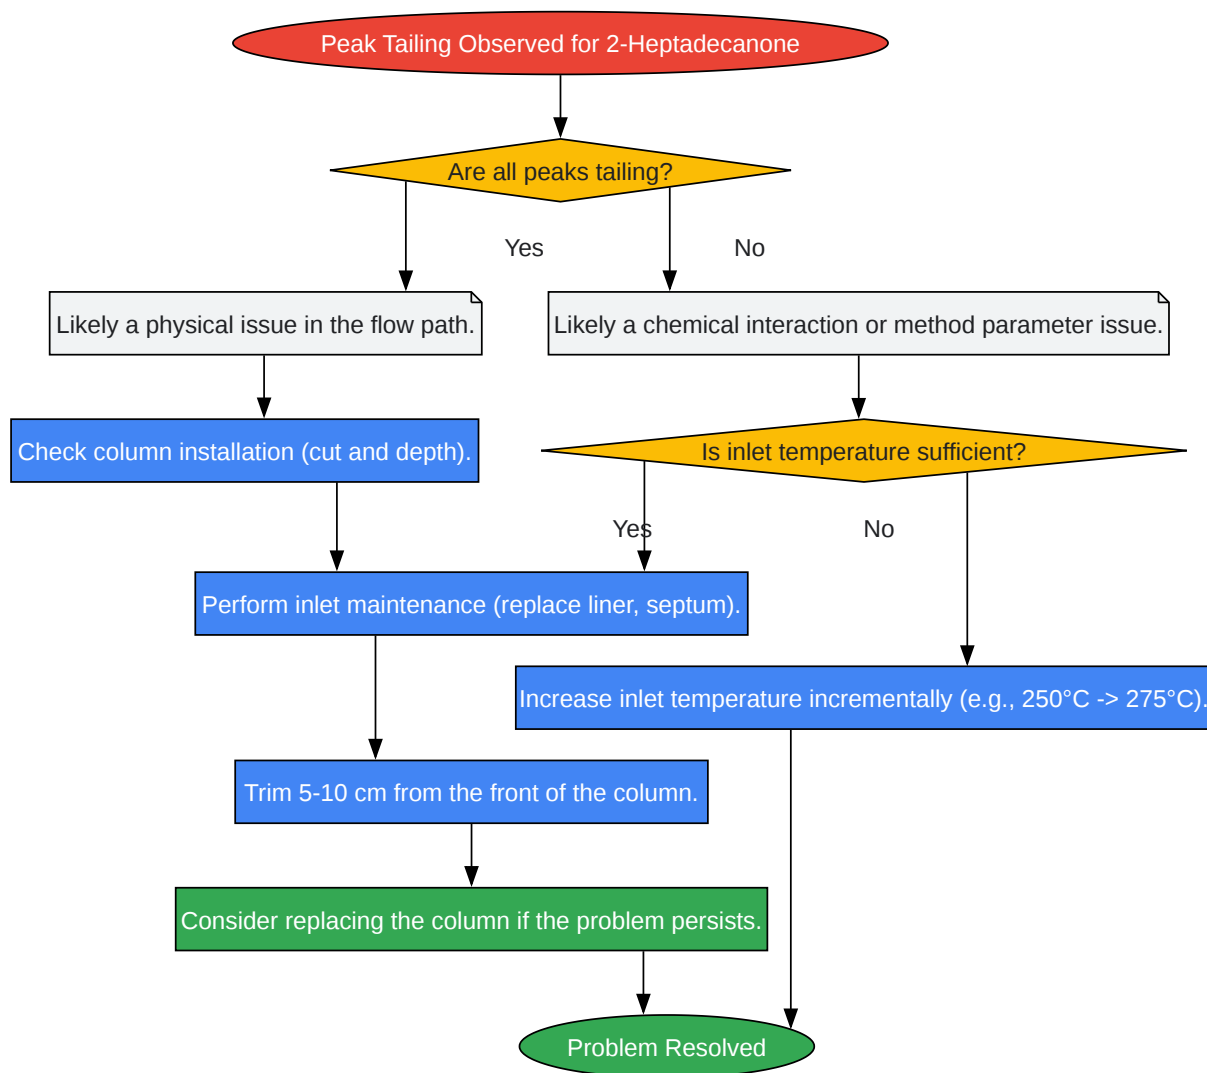 Peak Tailing Observed for 2-Heptadecanone
Are all peaks tailing?
Yes
No
Likely a physical issue in the flow path.
Likely a chemical interaction or method parameter issue.
Check column installation (cut and depth).
Is inlet temperature sufficient?
Yes
No
Perform inlet maintenance (replace liner, septum).
Increase inlet temperature incrementally (e.g., 250°C -> 275°C).
Trim 5-10 cm from the front of the column.
Consider replacing the column if the problem persists.
Problem Resolved